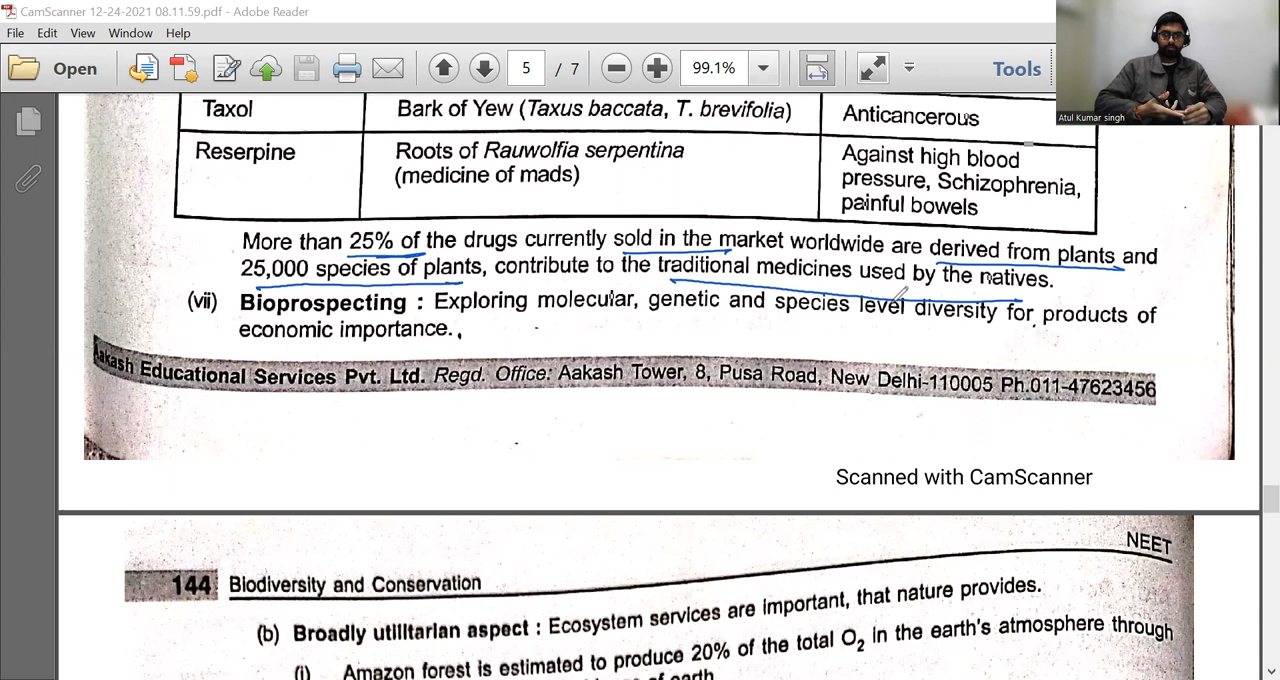 CamScanner 12-24-2021 08.11.59.pdf - Adobe Reader
File Edit View Window Help
Open 5 / 7 99.1% Tools
Atul Kumar singh
Taxol Bark of Yew (Taxus baccata, T. brevifolia) Anticancerous
Reserpine Roots of Rauwolfia serpentina (medicine of mads) Against high blood pressure, Schizophrenia, painful bowels
More than 25% of the drugs currently sold in the market worldwide are derived from plants and
25,000 species of plants, contribute to the traditional medicines used by the natives.
(vii) Bioprospecting : Exploring molecular, genetic and species level diversity for products of
economic importance.
Aakash Educational Services Pvt. Ltd. Regd. Office: Aakash Tower, 8, Pusa Road, New Delhi-110005 Ph.011-47623456
Scanned with CamScanner
NEET
144 Biodiversity and Conservation
(b) Broadly utilitarian aspect : Ecosystem services are important, that nature provides.
(i) Amazon forest is estimated to produce 20% of the total O2 in the earth's atmosphere through
of earth